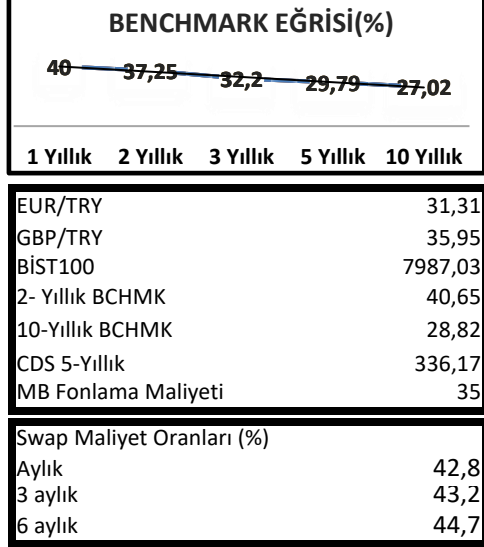 BENCHMARK EĞRİSİ(%)
40 37,25 32,2 29,79 27,02
1 Yıllık 2 Yıllık 3 Yıllık 5 Yıllık 10 Yıllık
EUR/TRY 31,31
GBP/TRY 35,95
BİST100 7987,03
2- Yıllık BCHMK 40,65
10-Yıllık BCHMK 28,82
CDS 5-Yıllık 336,17
MB Fonlama Maliyeti 35
Swap Maliyet Oranları (%)
Aylık 42,8
3 aylık 43,2
6 aylık 44,7